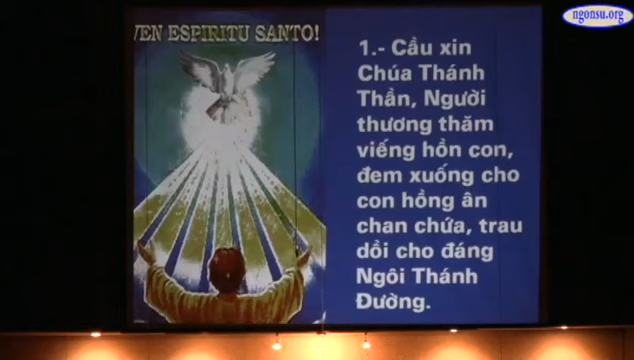 ngonsu.org
VEN ESPIRITU SANTO!
1.- Cầu xin
Chúa Thánh
Thần, Người
thương thăm
viếng hồn con,
đem xuống cho
con hồng ân
chan chứa, trau
dồi cho đáng
Ngôi Thánh
Đường.